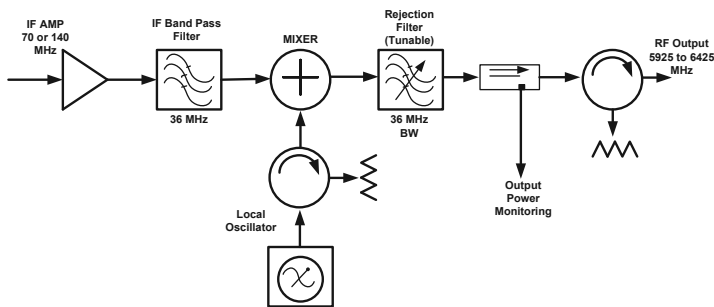 IF AMP
70 or 140
MHz
IF Band Pass
Filter
36 MHz
MIXER
Rejection
Filter
(Tunable)
36 MHz
BW
RF Output
5925 to 6425
MHz
Output
Power
Monitoring
Local
Oscillator